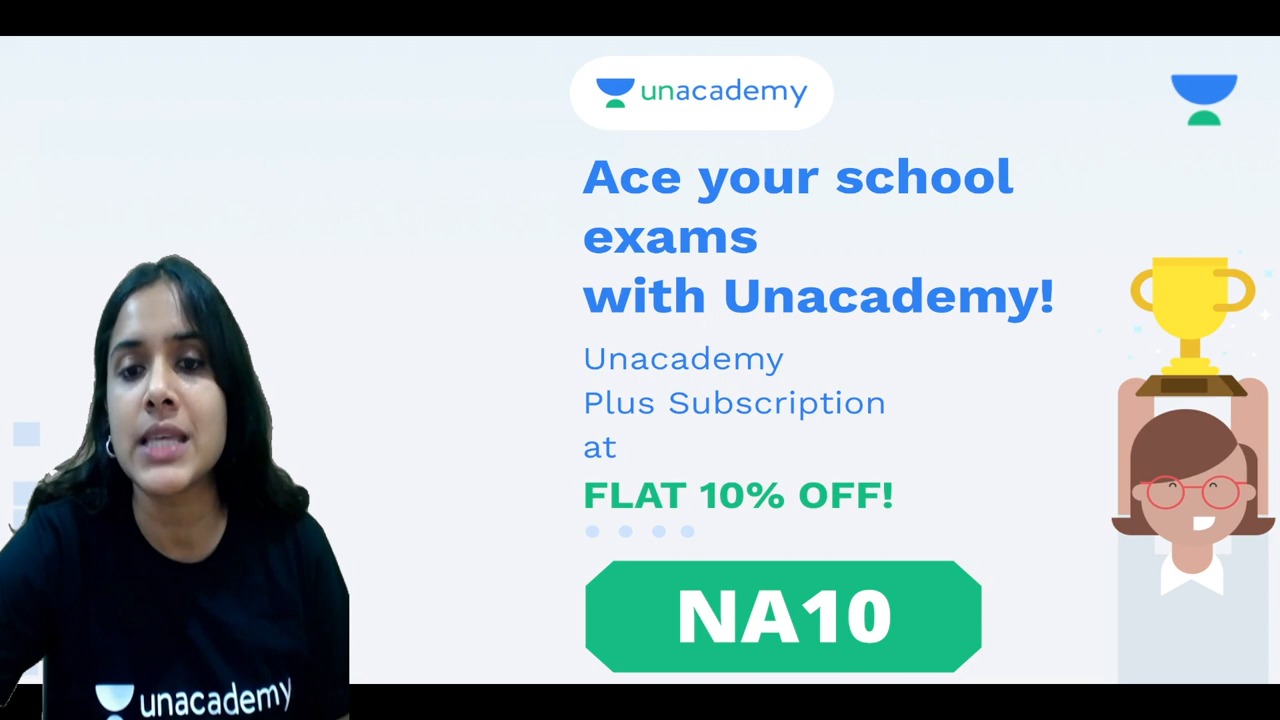 unacademy
Ace your school
exams
with Unacademy!
Unacademy
Plus Subscription
at
FLAT 10% OFF!
NA10
unacademy